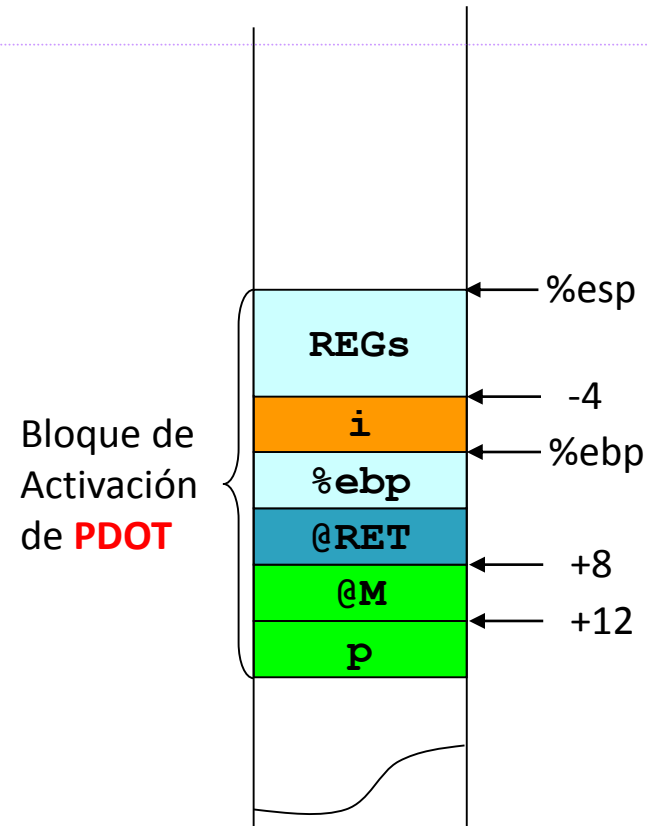 %esp
REGs
-4
i
%ebp
Bloque de
Activación
de PDOT
%ebp
@RET
+8
@M
+12
p